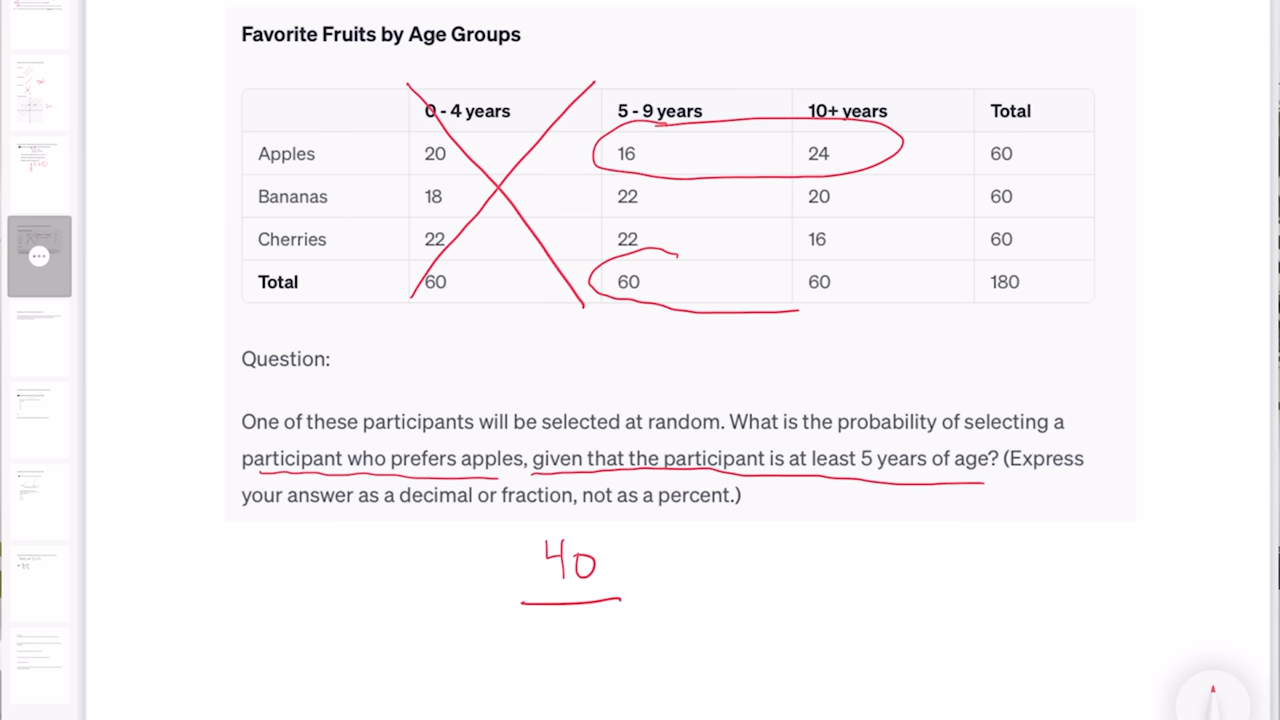 Favorite Fruits by Age Groups
0 - 4 years 5 - 9 years 10+ years Total
Apples 20 16 24 60
Bananas 18 22 20 60
Cherries 22 22 16 60
Total 60 60 60 180
Question:
One of these participants will be selected at random. What is the probability of selecting a
participant who prefers apples, given that the participant is at least 5 years of age? (Express
your answer as a decimal or fraction, not as a percent.)
40